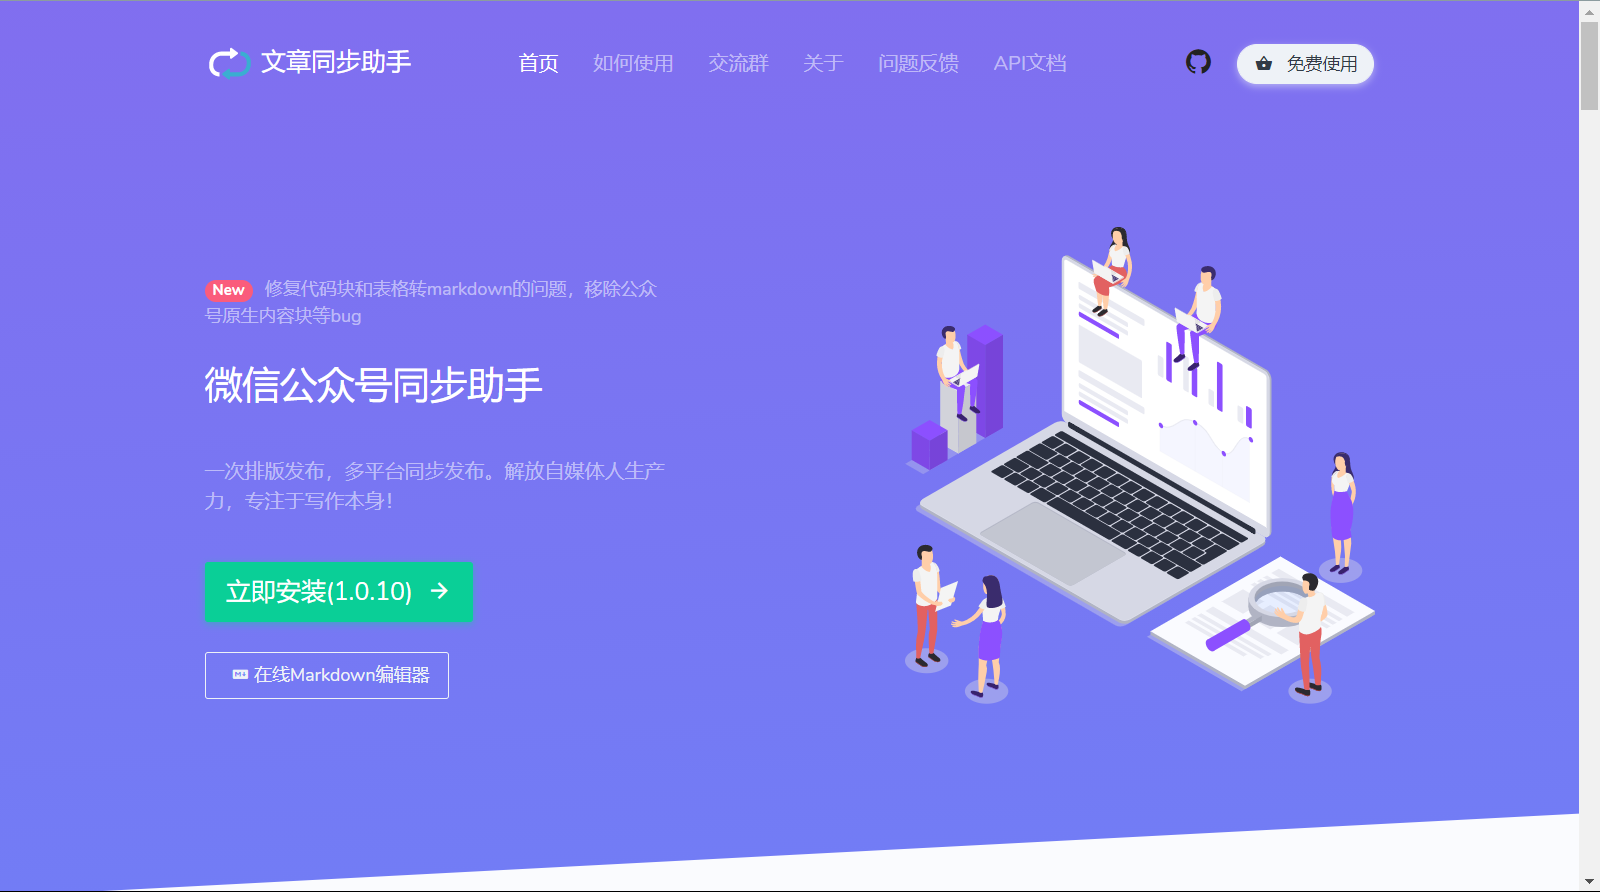 文章同步助手
首页 如何使用 交流群 关于 问题反馈 API文档
免费使用
New 修复代码块和表格转markdown的问题，移除公众
号原生内容块等bug
微信公众号同步助手
一次排版发布，多平台同步发布。解放自媒体人生产
力，专注于写作本身！
立即安装(1.0.10)
在线Markdown编辑器